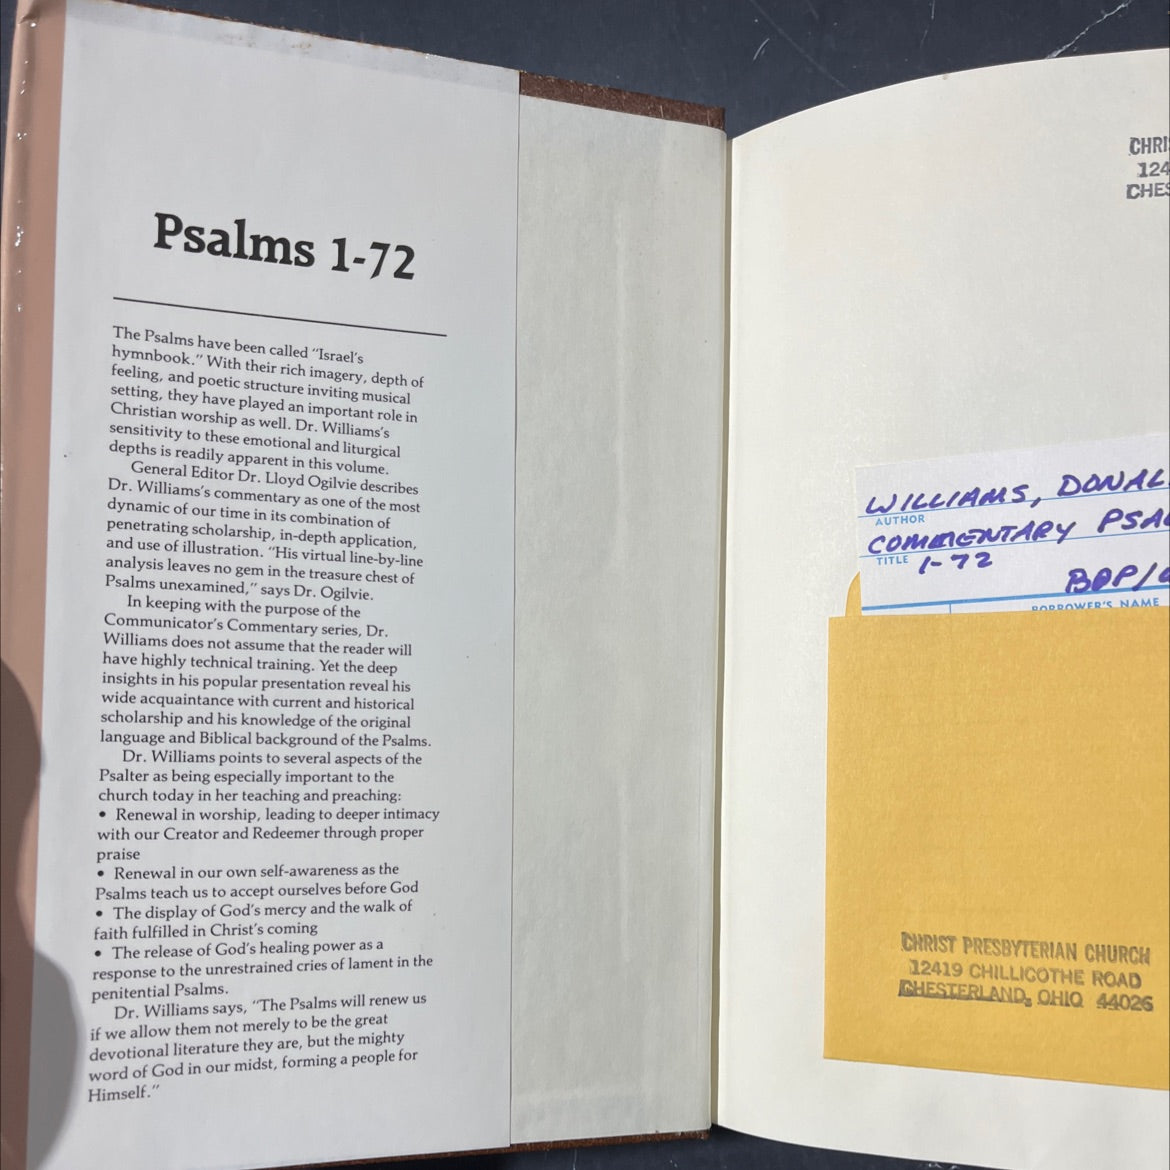 Psalms 1-72
The Psalms have been called “Israel’s
hymnbook.” With their rich imagery, depth of
feeling, and poetic structure inviting musical
setting, they have played an important role in
Christian worship as well. Dr. Williams’s
sensitivity to these emotional and liturgical
depths is readily apparent in this volume.
General Editor Dr. Lloyd Ogilvie describes
Dr. Williams’s commentary as one of the most
dynamic of our time in its combination of
penetrating scholarship, in-depth application,
and use of illustration. “His virtual line-by-line
analysis leaves no gem in the treasure chest of
Psalms unexamined,” says Dr. Ogilvie.
In keeping with the purpose of the
Communicator’s Commentary series, Dr.
Williams does not assume that the reader will
have highly technical training. Yet the deep
insights in his popular presentation reveal his
wide acquaintance with current and historical
scholarship and his knowledge of the original
language and Biblical background of the Psalms.
Dr. Williams points to several aspects of the
Psalter as being especially important to the
church today in her teaching and preaching:
• Renewal in worship, leading to deeper intimacy
with our Creator and Redeemer through proper
praise
• Renewal in our own self-awareness as the
Psalms teach us to accept ourselves before God
• The display of God’s mercy and the walk of
faith fulfilled in Christ’s coming
• The release of God’s healing power as a
response to the unrestrained cries of lament in the
penitential Psalms.
Dr. Williams says, “The Psalms will renew us
if we allow them not merely to be the great
devotional literature they are, but the mighty
word of God in our midst, forming a people for
Himself.”
CHRI
124
CHES
WILLIAMS, DONAL
AUTHOR
COMMENTARY PSA
TITLE 1-72
BORROWER'S NAME
CHRIST PRESBYTERIAN CHURCH
12419 CHILLICOTHE ROAD
CHESTERLAND, OHIO 44026